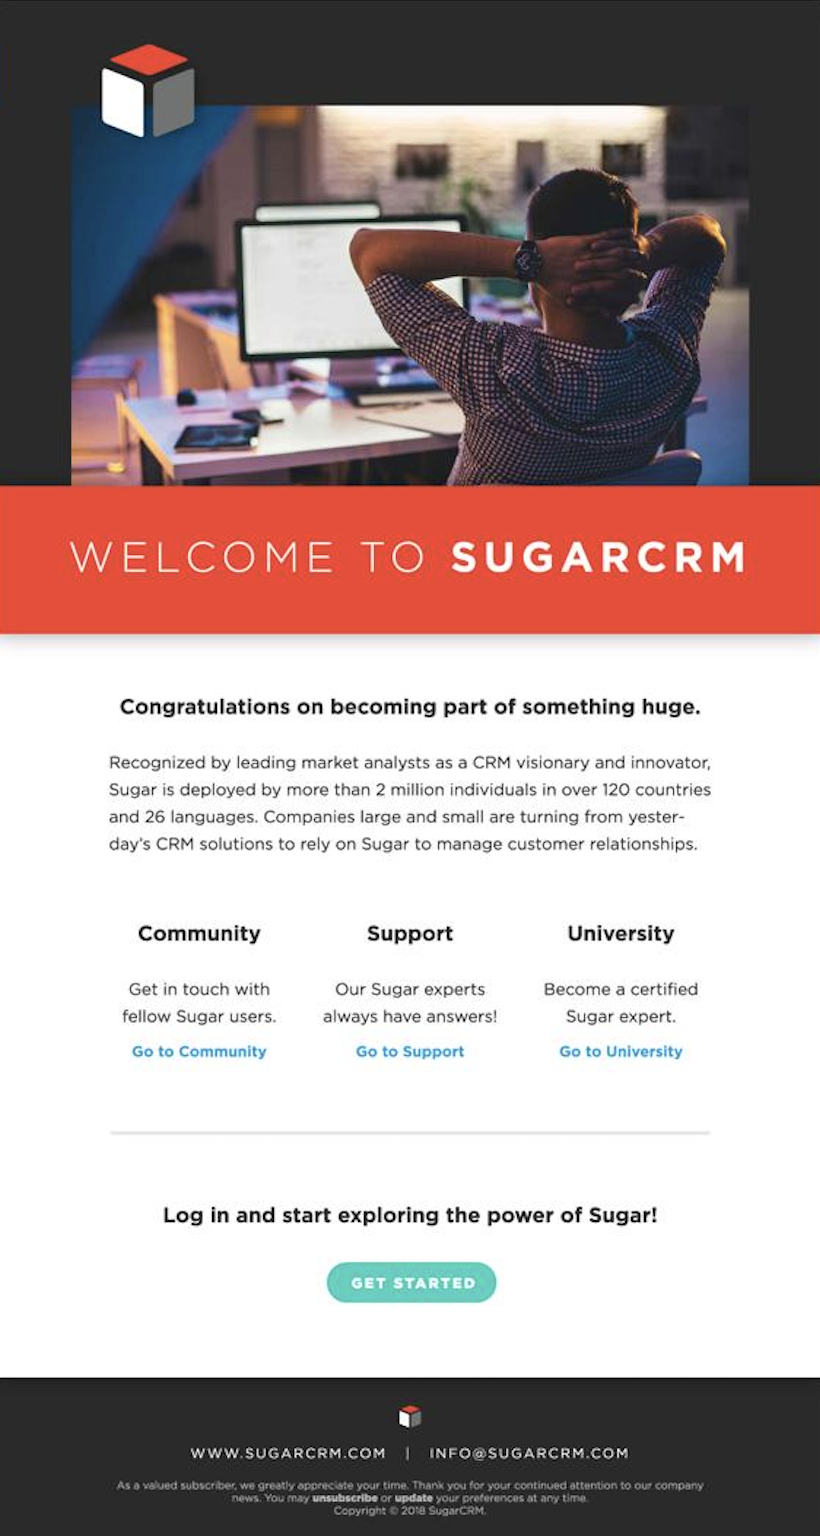 WELCOME TO SUGARCRM
Congratulations on becoming part of something huge.
Recognized by leading market analysts as a CRM visionary and innovator,
Sugar is deployed by more than 2 million individuals in over 120 countries
and 26 languages. Companies large and small are turning from yester-
day's CRM solutions to rely on Sugar to manage customer relationships.
Community
Get in touch with
fellow Sugar users.
Go to Community
Support
Our Sugar experts
always have answers!
Go to Support
University
Become a certified
Sugar expert.
Go to University
Log in and start exploring the power of Sugar!
GET STARTED
WWW.SUGARCRM.COM | INFO@SUGARCRM.COM
As a valued subscriber, we greatly appreciate your time. Thank you for your continued attention to our company
news. You may unsubscribe or update your preferences at any time.
Copyright © 2018 SugarCRM.